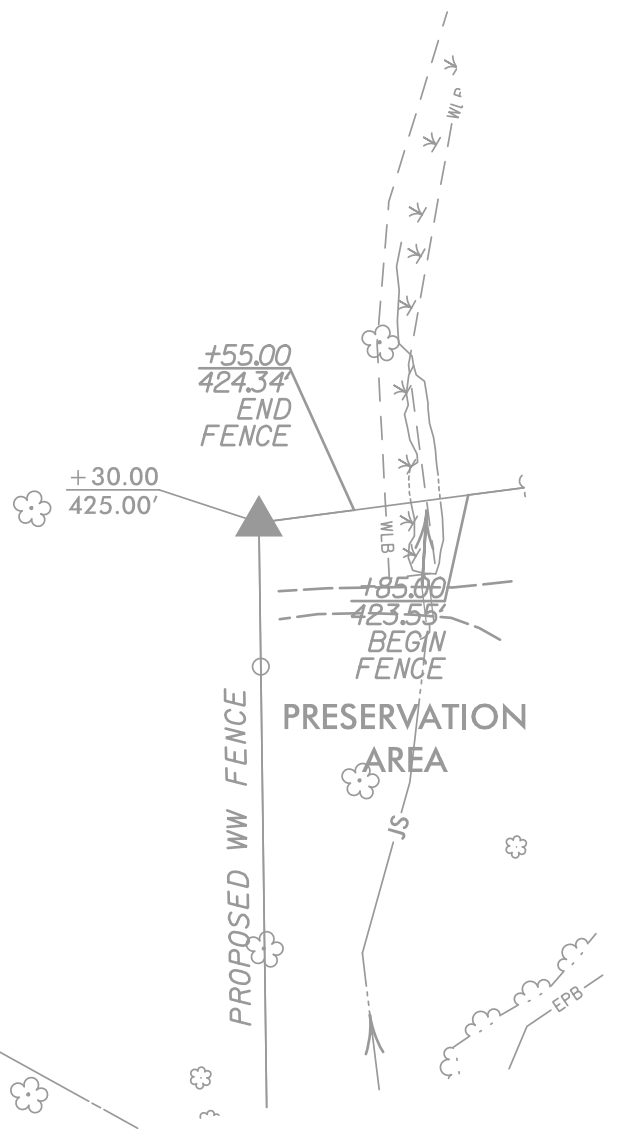 WLB
+55.00
424.34'
END
FENCE
+30.00
425.00'
WLB
+85.00
423.55'
BEGIN
FENCE
PRESERVATION
AREA
PROPOSED WW FENCE
JS
EPB